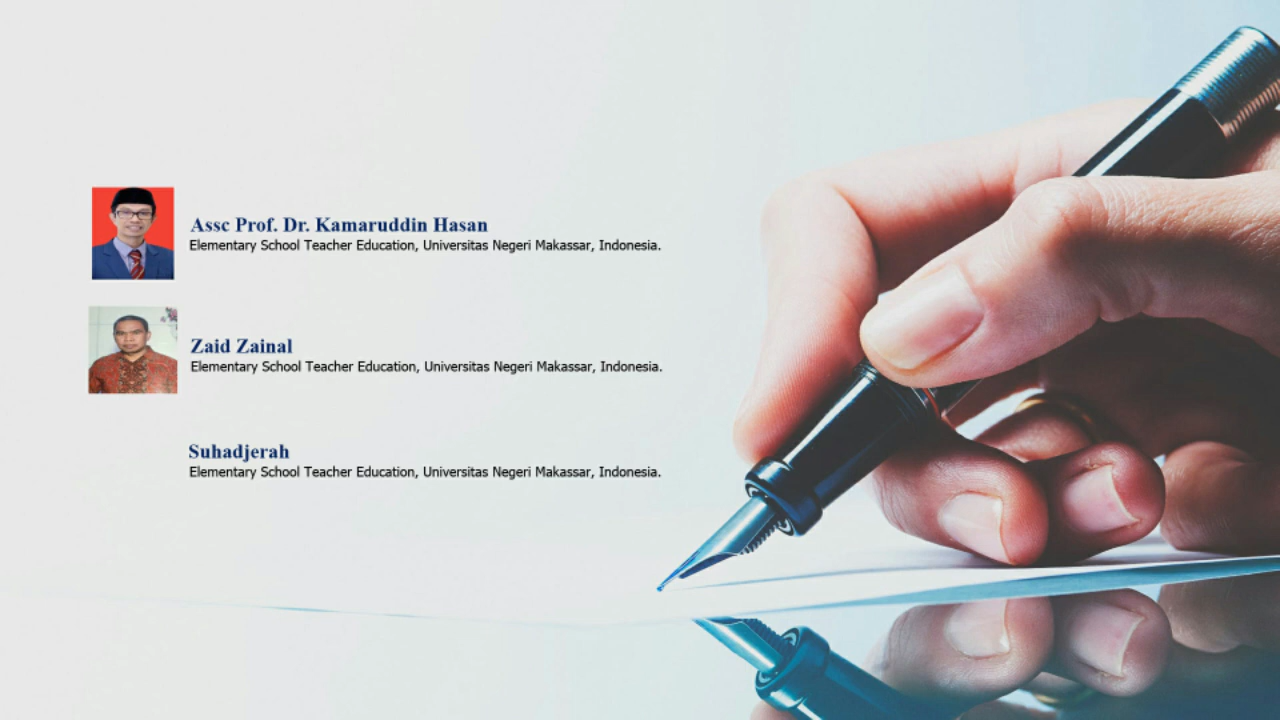 Assc Prof. Dr. Kamaruddin Hasan
Elementary School Teacher Education, Universitas Negeri Makassar, Indonesia.
Zaid Zainal
Elementary School Teacher Education, Universitas Negeri Makassar, Indonesia.
Suhadjerah
Elementary School Teacher Education, Universitas Negeri Makassar, Indonesia.